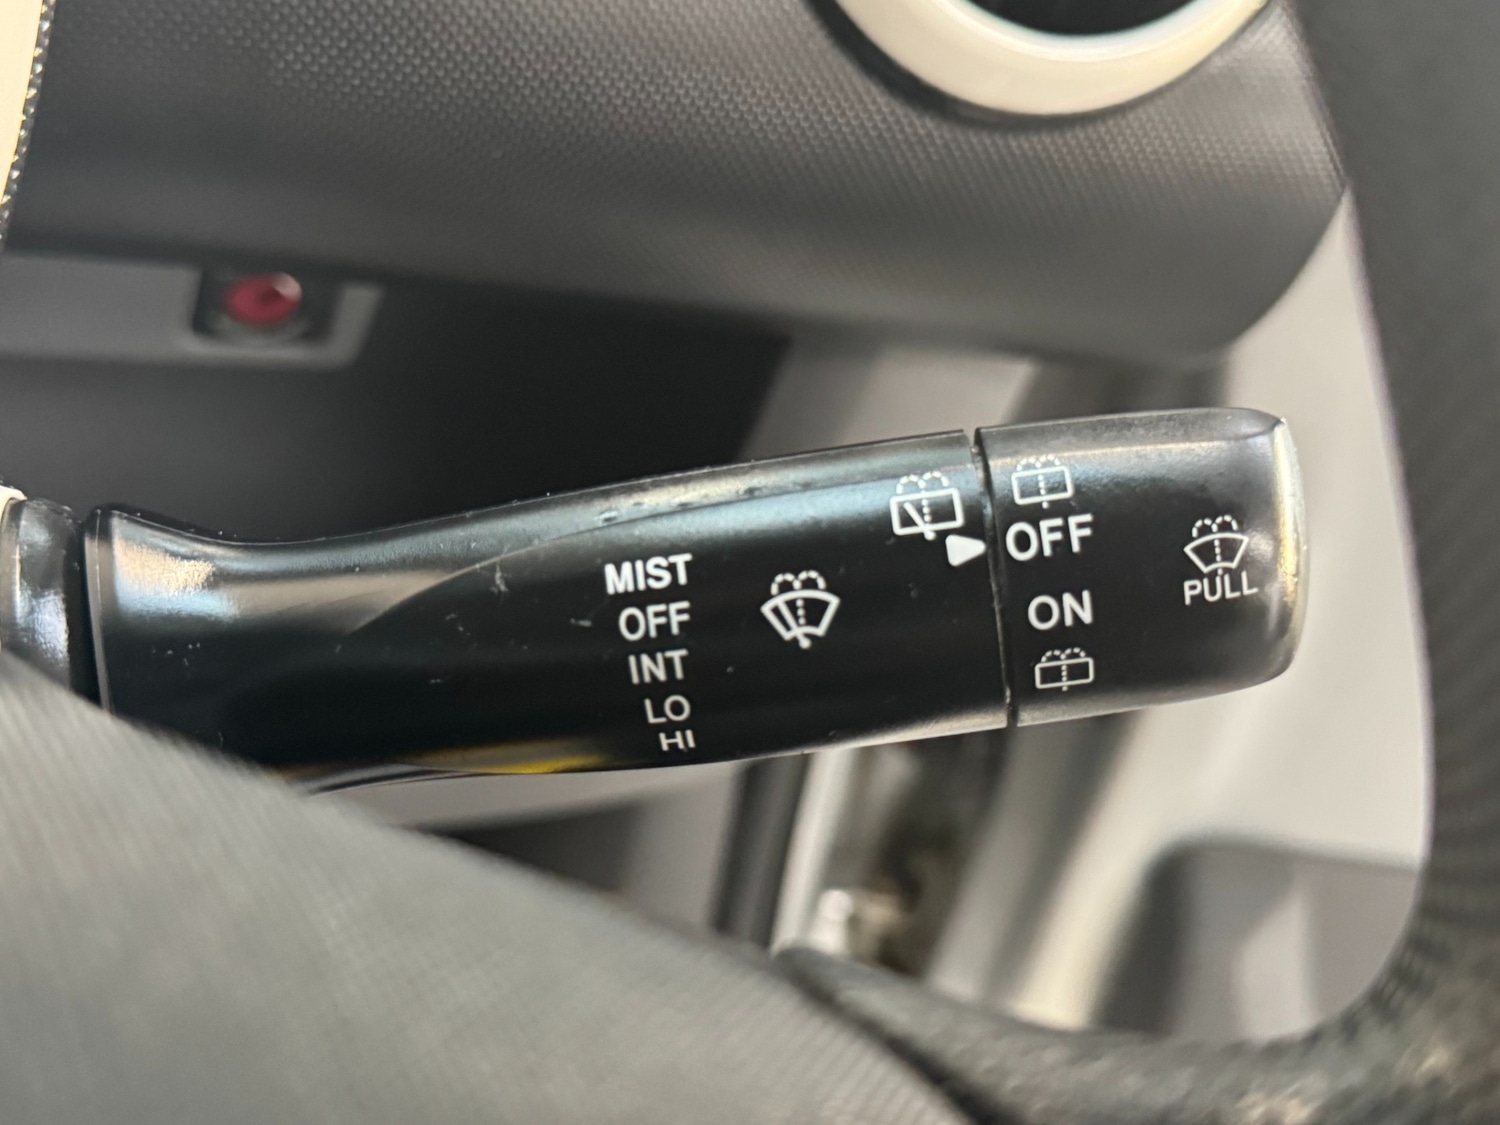 MIST
OFF
INT
LO
HI
OFF
ON
PULL